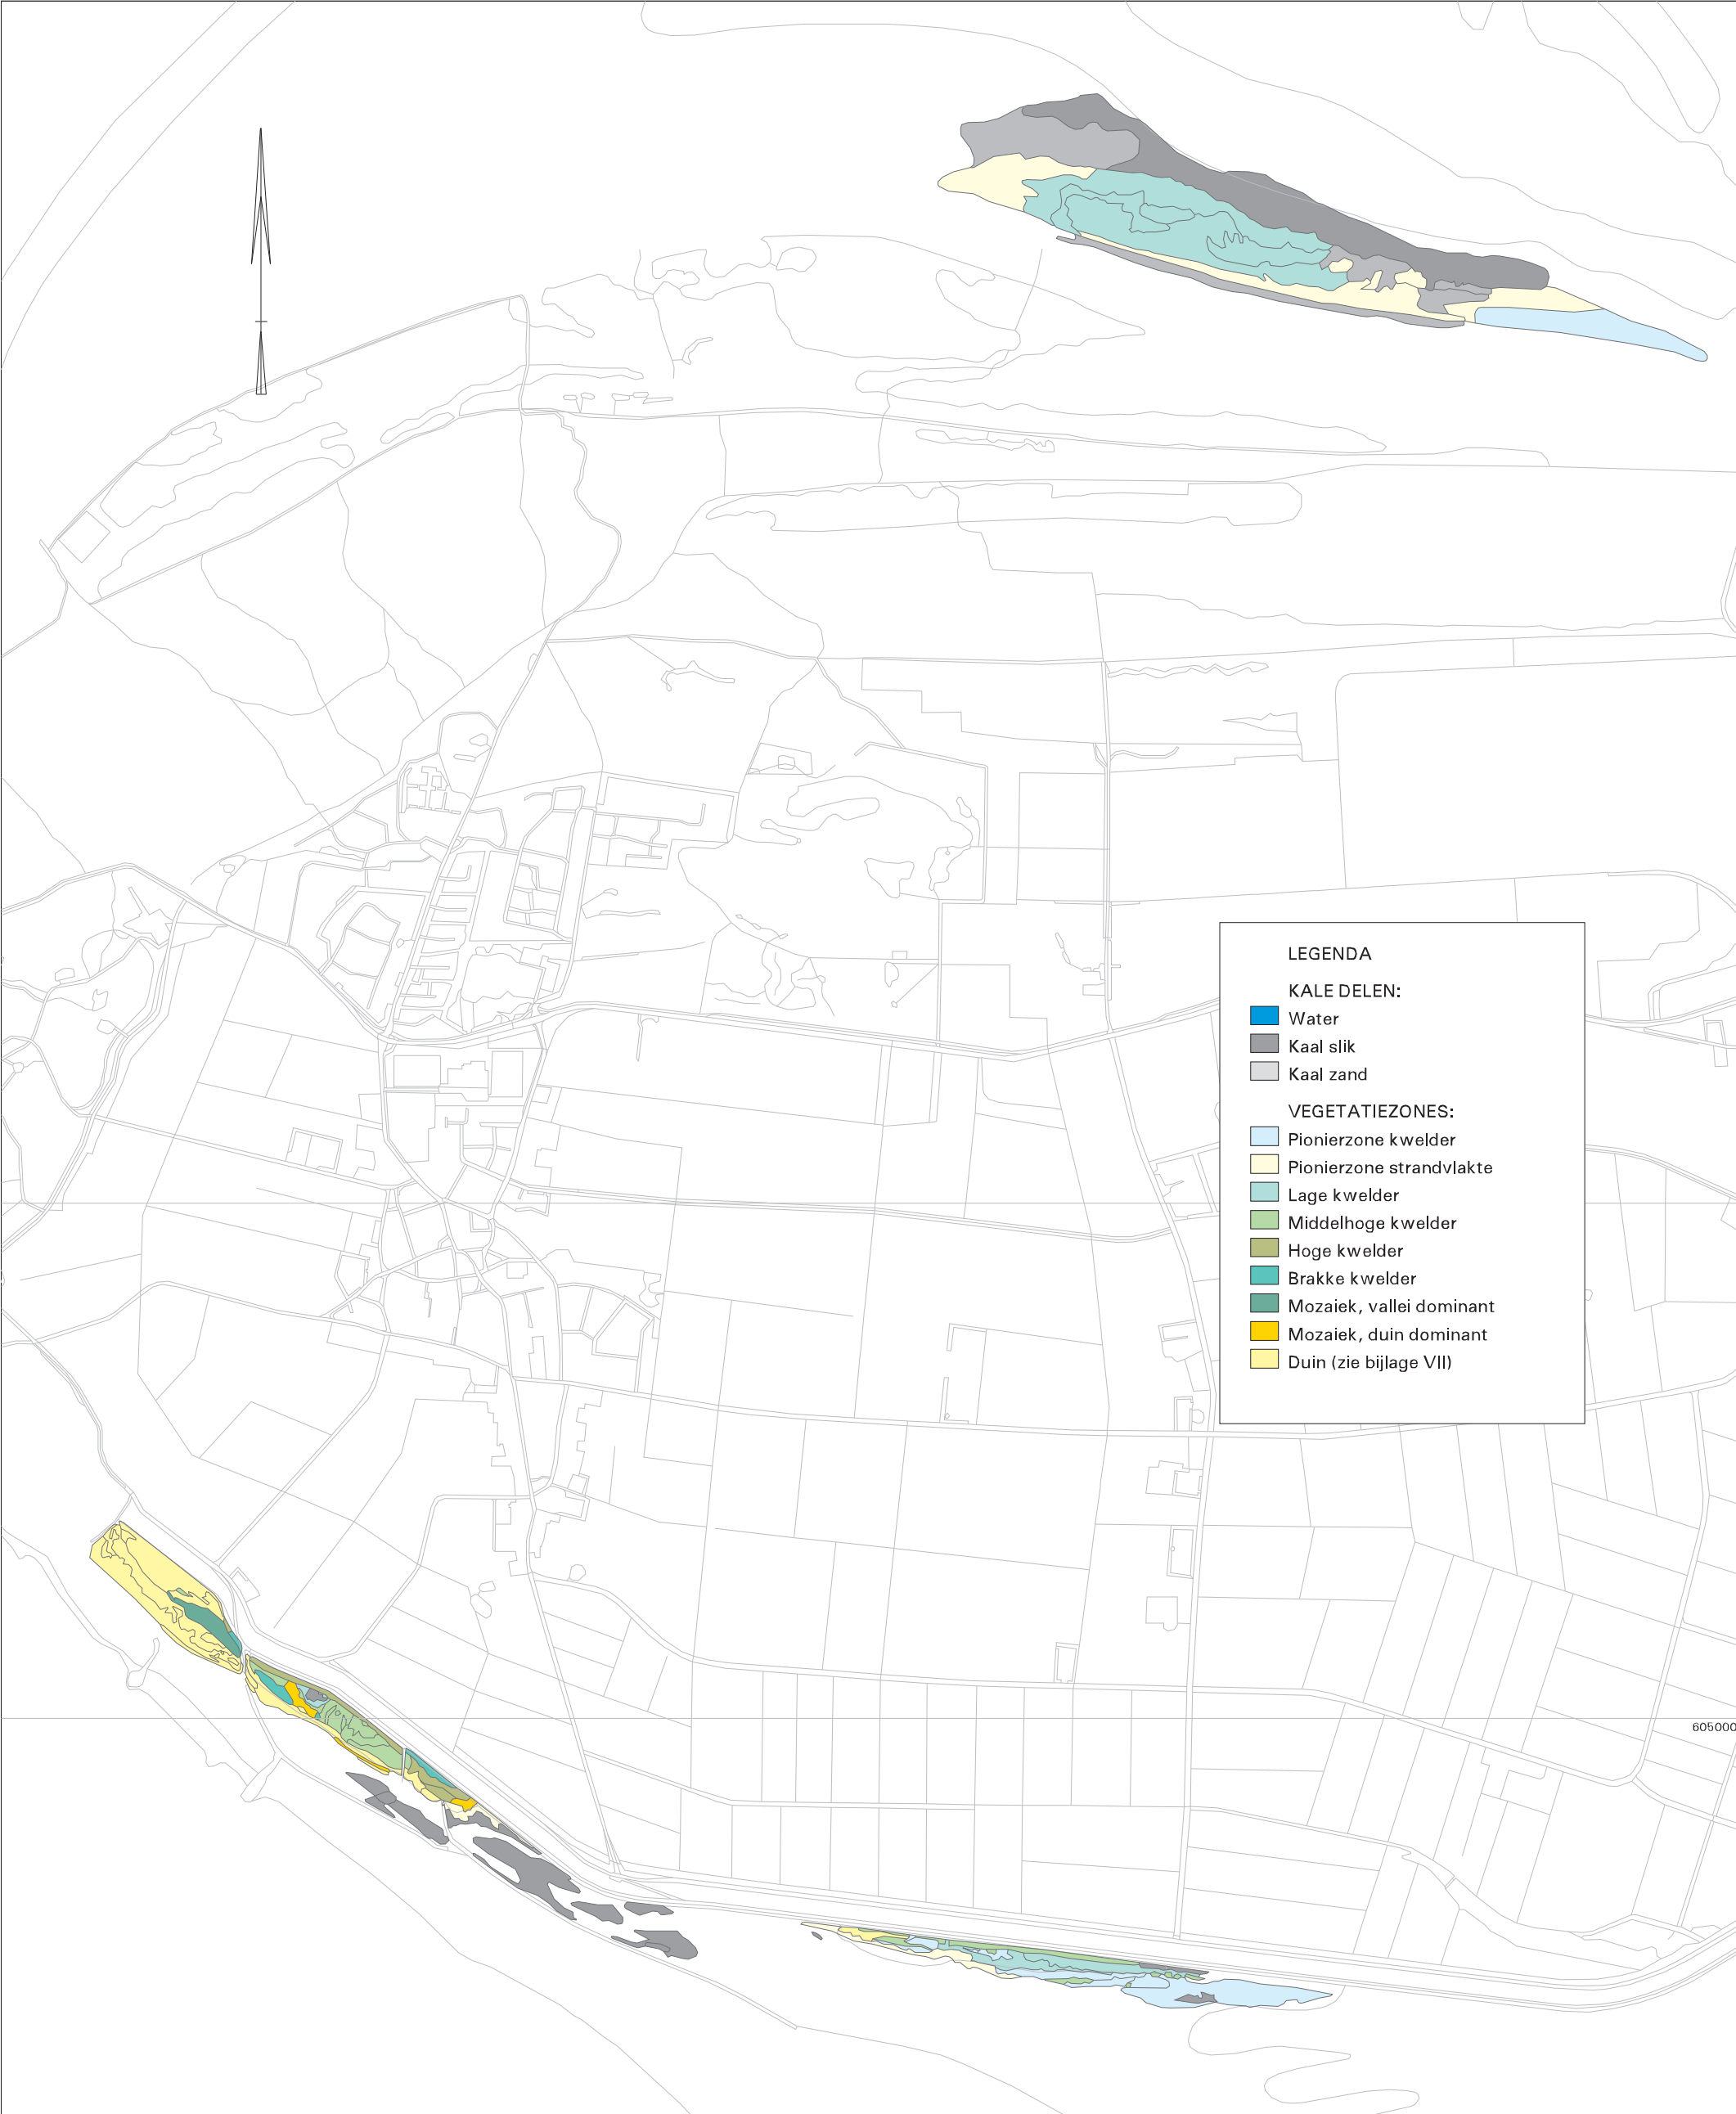 LEGENDA
KALE DELEN:
Water
Kaal slik
Kaal zand
VEGETATIEZONES:
Pionierzone kwelder
Pionierzone strandvlakte
Lage kwelder
Middelhoge kwelder
Hoge kwelder
Brakke kwelder
Mozaiek, vallei dominant
Mozaiek, duin dominant
Duin (zie bijlage VII)
605000